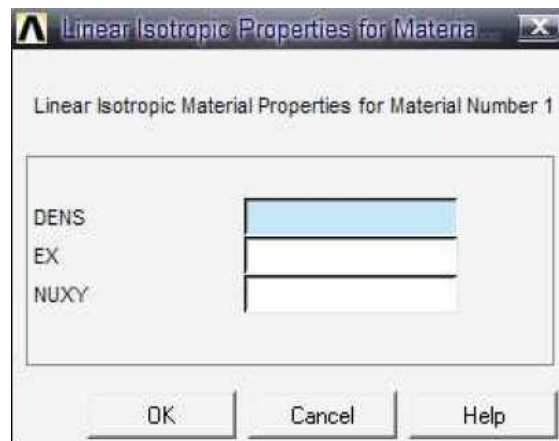 Linear Isotropic Properties for Materia...
Linear Isotropic Material Properties for Material Number 1
DENS
EX
NUXY
OK Cancel Help